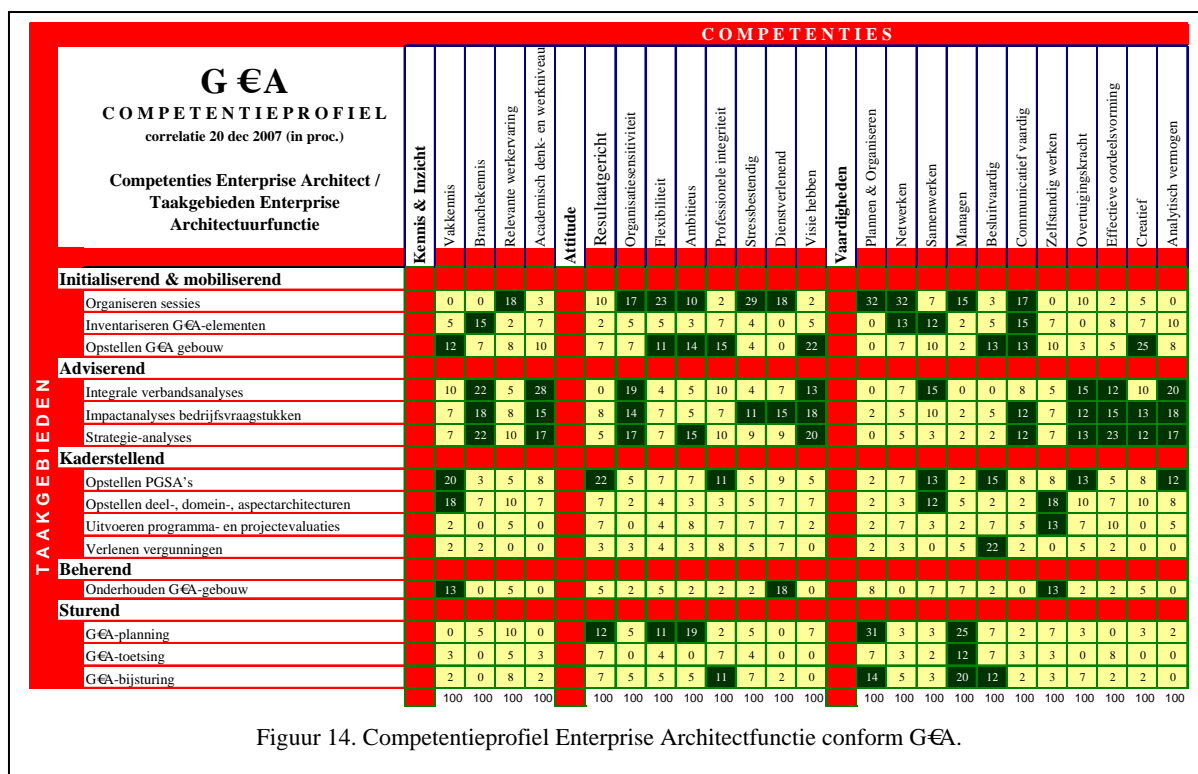 COMPETENTIES
G€A
COMPETENTIEPROFIEL
correlatie 20 dec 2007 (in proc.)
Competenties Enterprise Architect /
Taakgebieden Enterprise
Architectuurfunctie
Kennis & Inzicht
Vakkennis
Branchekennis
Relevante werkervaring
Academisch denk- en werkniveau
Attitude
Resultaatgericht
Organisatiesensitiviteit
Flexibiliteit
Ambitieus
Professionele integriteit
Stressbestendig
Dienstverlenend
Visie hebben
Vaardigheden
Plannen & Organiseren
Netwerken
Samenwerken
Managen
Besluitvaardig
Communicatief vaardig
Zelfstandig werken
Overtuigingskracht
Effectieve oordeelsvorming
Creatief
Analytisch vermogen
TAAKGEBIEDEN
Initialiserend & mobiliserend
Organiseren sessies 0 0 18 3 10 17 23 10 2 29 18 2 32 32 7 15 3 17 0 10 2 5 0
Inventariseren G€A-elementen 5 15 2 7 2 5 5 3 7 4 0 5 0 13 12 2 5 15 7 0 8 7 10
Opstellen G€A gebouw 12 7 8 10 7 7 11 14 15 4 0 22 0 7 10 2 13 13 10 3 5 25 8
Adviserend
Integrale verbandsanalyses 10 22 5 28 0 19 4 5 10 4 7 13 0 7 15 0 0 8 5 15 12 10 20
Impactanalyses bedrijfsvraagstukken 7 18 8 15 8 14 7 5 7 11 15 18 2 5 10 2 5 12 7 12 15 13 18
Strategie-analyses 7 22 10 17 5 17 7 15 10 9 9 20 0 5 3 2 2 12 7 13 23 12 17
Kaderstellend
Opstellen PGSA's 20 3 5 8 22 5 7 7 11 5 9 5 2 7 13 2 15 8 8 13 5 8 12
Opstellen deel-, domein-, aspectarchitecturen 18 7 10 7 7 2 4 3 3 5 7 7 2 3 12 5 2 2 18 10 7 10 8
Uitvoeren programma- en projectevaluaties 2 0 5 0 7 0 4 8 7 7 7 2 2 7 3 2 7 5 13 7 10 0 5
Verlenen vergunningen 2 2 0 0 3 3 4 3 8 5 7 0 2 3 0 5 22 2 0 5 2 0 0
Beherend
Onderhouden G€A-gebouw 13 0 5 0 5 2 5 2 2 2 18 0 8 0 7 7 2 0 13 2 2 5 0
Sturend
G€A-planning 0 5 10 0 12 5 11 19 2 5 0 7 31 3 3 25 7 2 7 3 0 3 2
G€A-toetsing 3 0 5 3 7 0 4 0 7 4 0 0 7 3 2 12 7 3 3 0 8 0 0
G€A-bijsturing 2 0 8 2 7 5 5 5 11 7 2 0 14 5 3 20 12 2 3 7 2 2 0
100 100 100 100 100 100 100 100 100 100 100 100 100 100 100 100 100 100 100 100 100 100 100
Figuur 14. Competentieprofiel Enterprise Architectfunctie conform G€A.